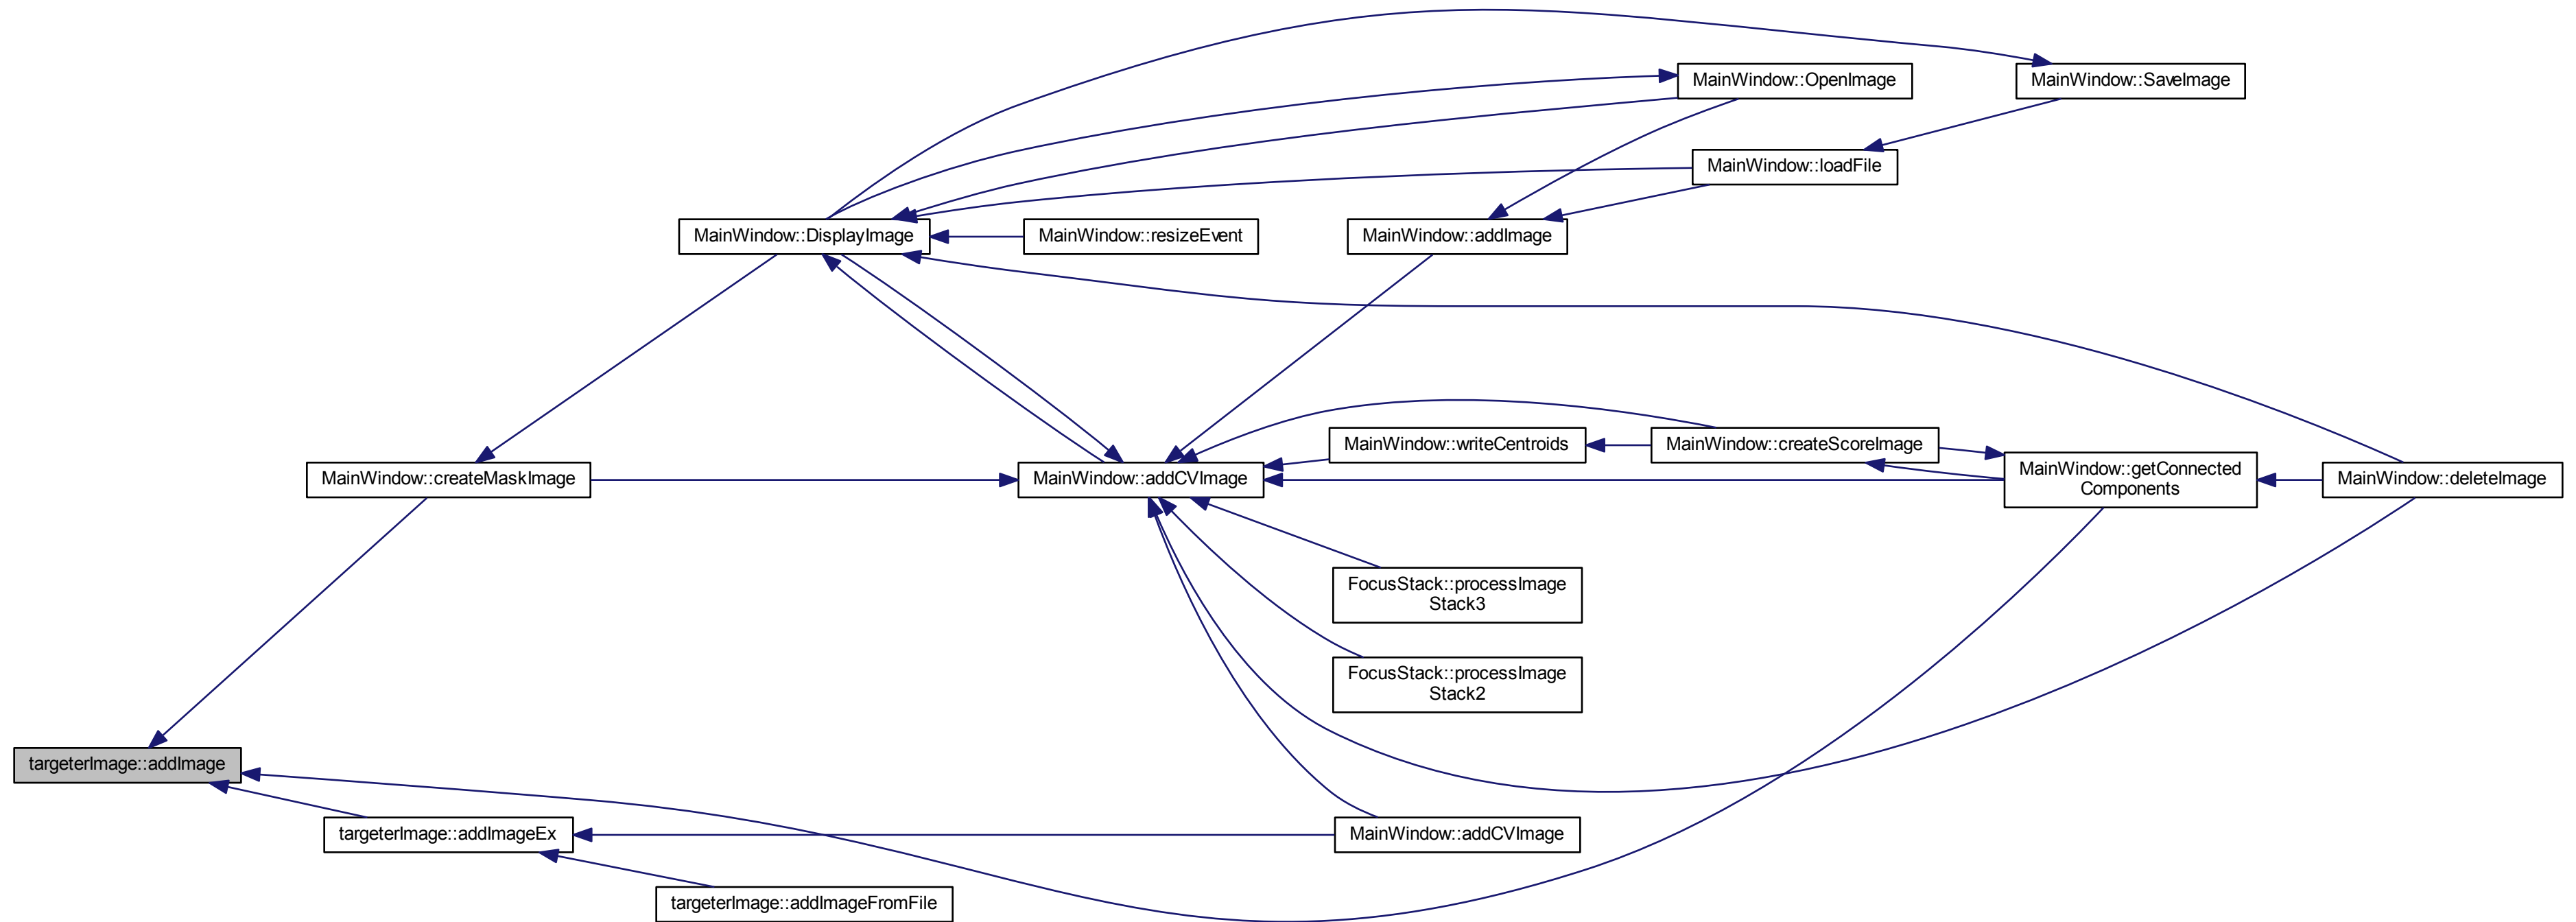 MainWindow::OpenImage
MainWindow::SaveImage
MainWindow::loadFile
MainWindow::DisplayImage
MainWindow::resizeEvent
MainWindow::addImage
MainWindow::writeCentroids
MainWindow::createScoreImage
MainWindow::createMaskImage
MainWindow::addCVImage
MainWindow::getConnected
Components
MainWindow::deleteImage
FocusStack::processImage
Stack3
FocusStack::processImage
Stack2
targeterImage::addImage
targeterImage::addImageEx
MainWindow::addCVImage
targeterImage::addImageFromFile